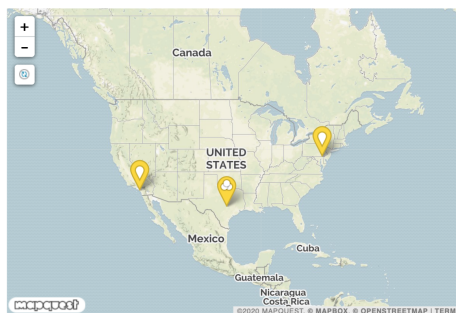 +
−
Canada
UNITED
STATES
Mexico
Cuba
Guatemala
Nicaragua
Costa Rica
mapquest
©2020 MAPQUEST, © MAPBOX, © OPENSTREETMAP | TERM